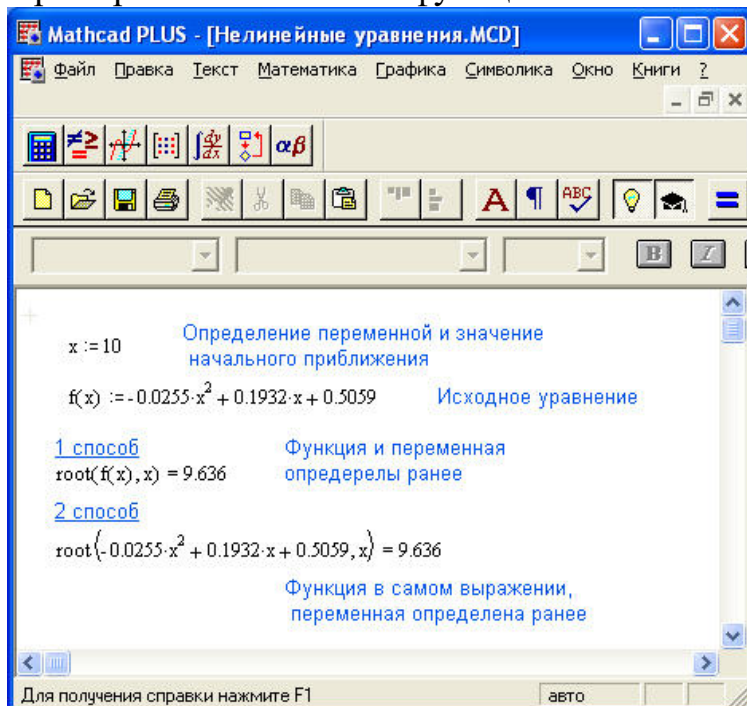 Mathcad PLUS - [Нелинейные уравнения.MCD]
Файл Правка Текст Математика Графика Символика Окно Книги ?
x := 10
Определение переменной и значение
начального приближения
f(x) := -0.0255·x² + 0.1932·x + 0.5059 Исходное уравнение
1 способ
root(f(x), x) = 9.636
Функция и переменная
опредерелы ранее
2 способ
root(-0.0255·x² + 0.1932·x + 0.5059, x) = 9.636
Функция в самом выражении,
переменная определена ранее
Для получения справки нажмите F1 авто